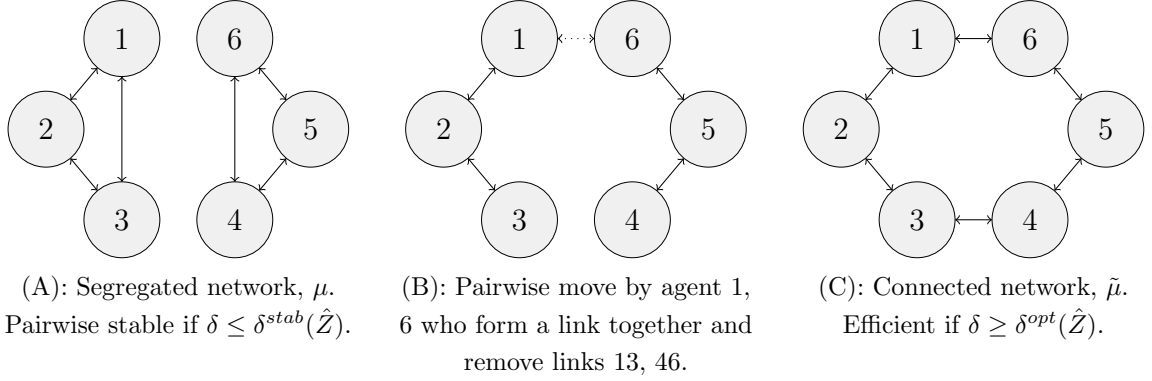 1 6
2 5
3 4
1 6
2 5
3 4
1 6
2 5
3 4
(A): Segregated network, μ.
Pairwise stable if δ ≤ δ^{stab}(Ẑ).
(B): Pairwise move by agent 1,
6 who form a link together and
remove links 13, 46.
(C): Connected network, μ̃.
Efficient if δ ≥ δ^{opt}(Ẑ).